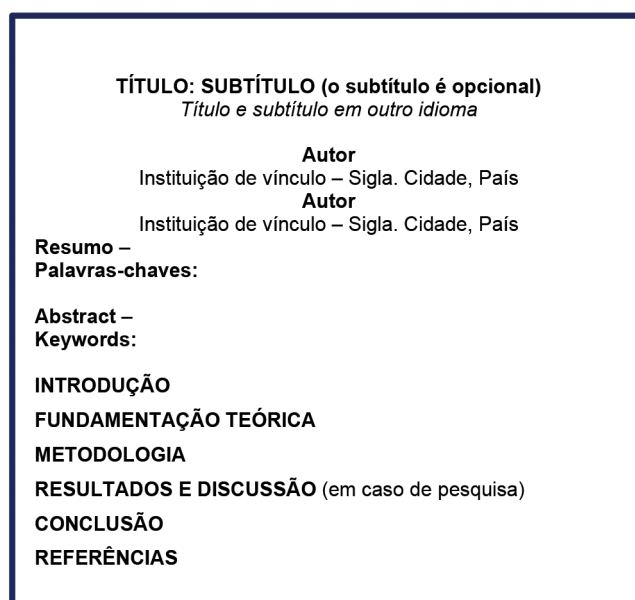 TÍTULO: SUBTÍTULO (o subtítulo é opcional)
Título e subtítulo em outro idioma
Autor
Instituição de vínculo – Sigla. Cidade, País
Autor
Instituição de vínculo – Sigla. Cidade, País
Resumo –
Palavras-chaves:
Abstract –
Keywords:
INTRODUÇÃO
FUNDAMENTAÇÃO TEÓRICA
METODOLOGIA
RESULTADOS E DISCUSSÃO (em caso de pesquisa)
CONCLUSÃO
REFERÊNCIAS